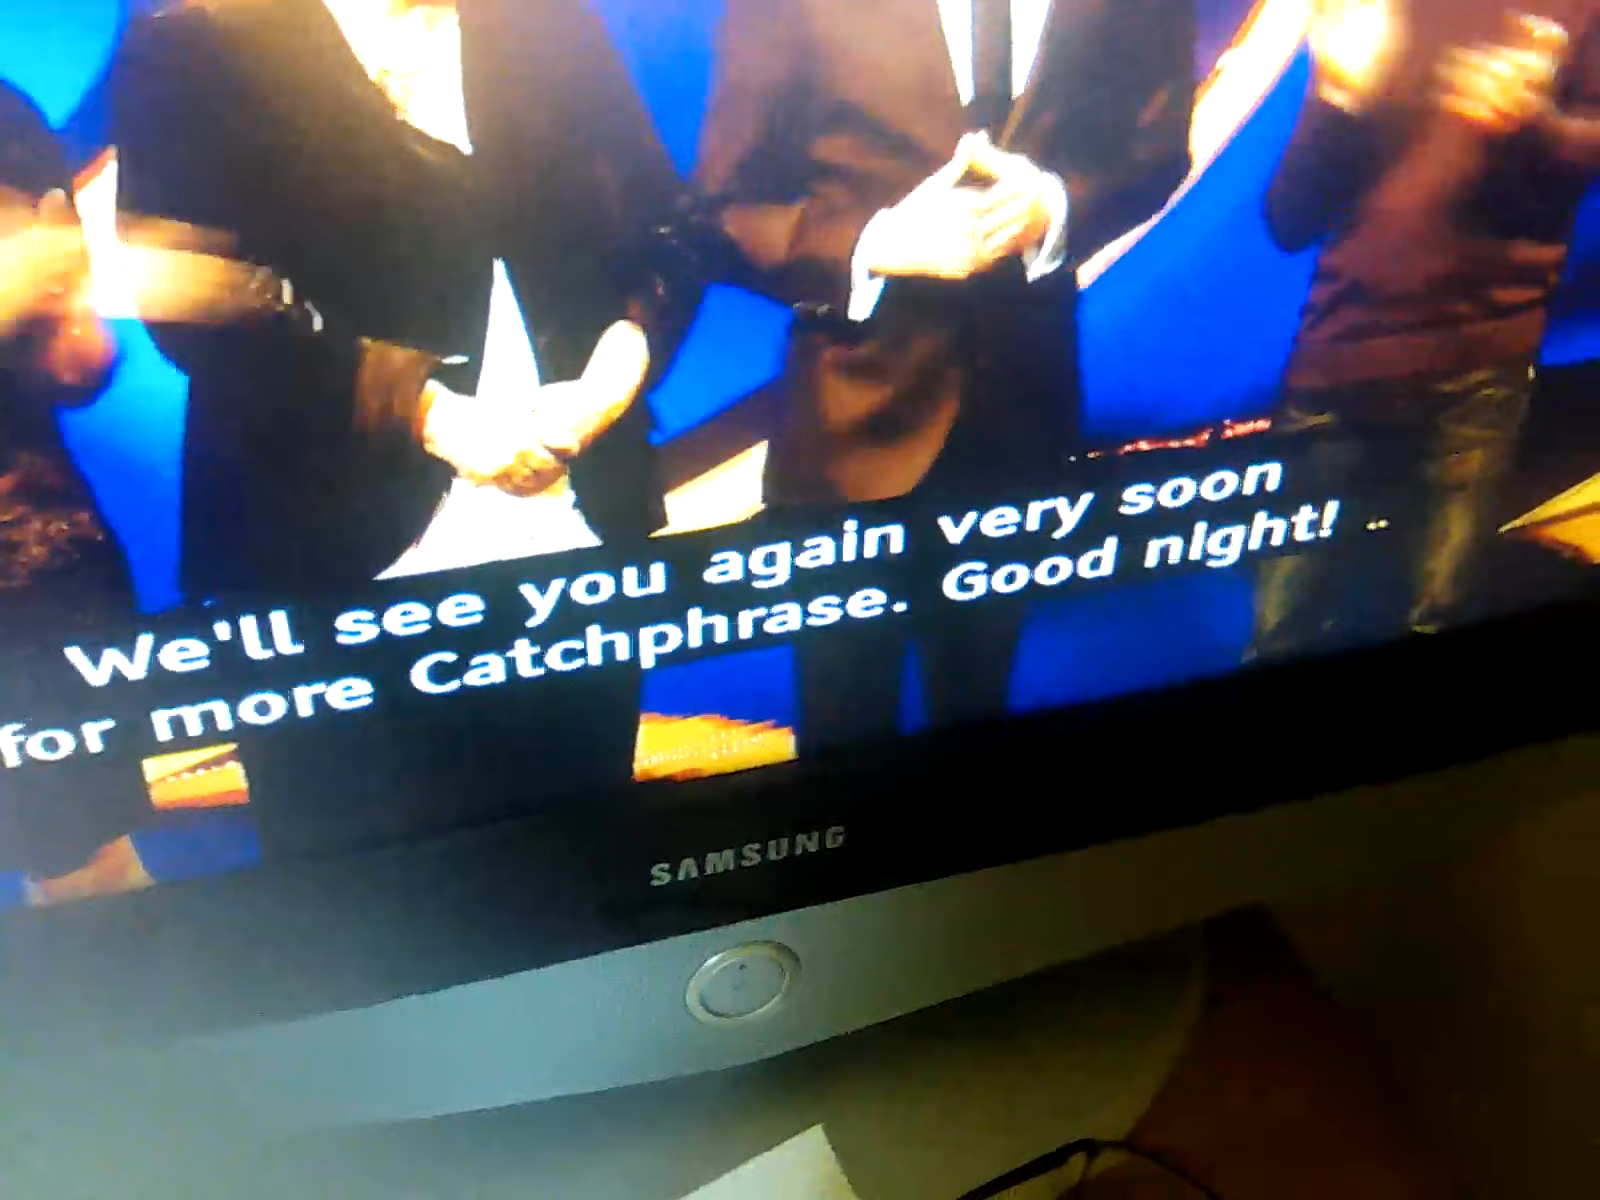 We'll see you again very soon
for more Catchphrase. Good night! ..
SAMSUNG